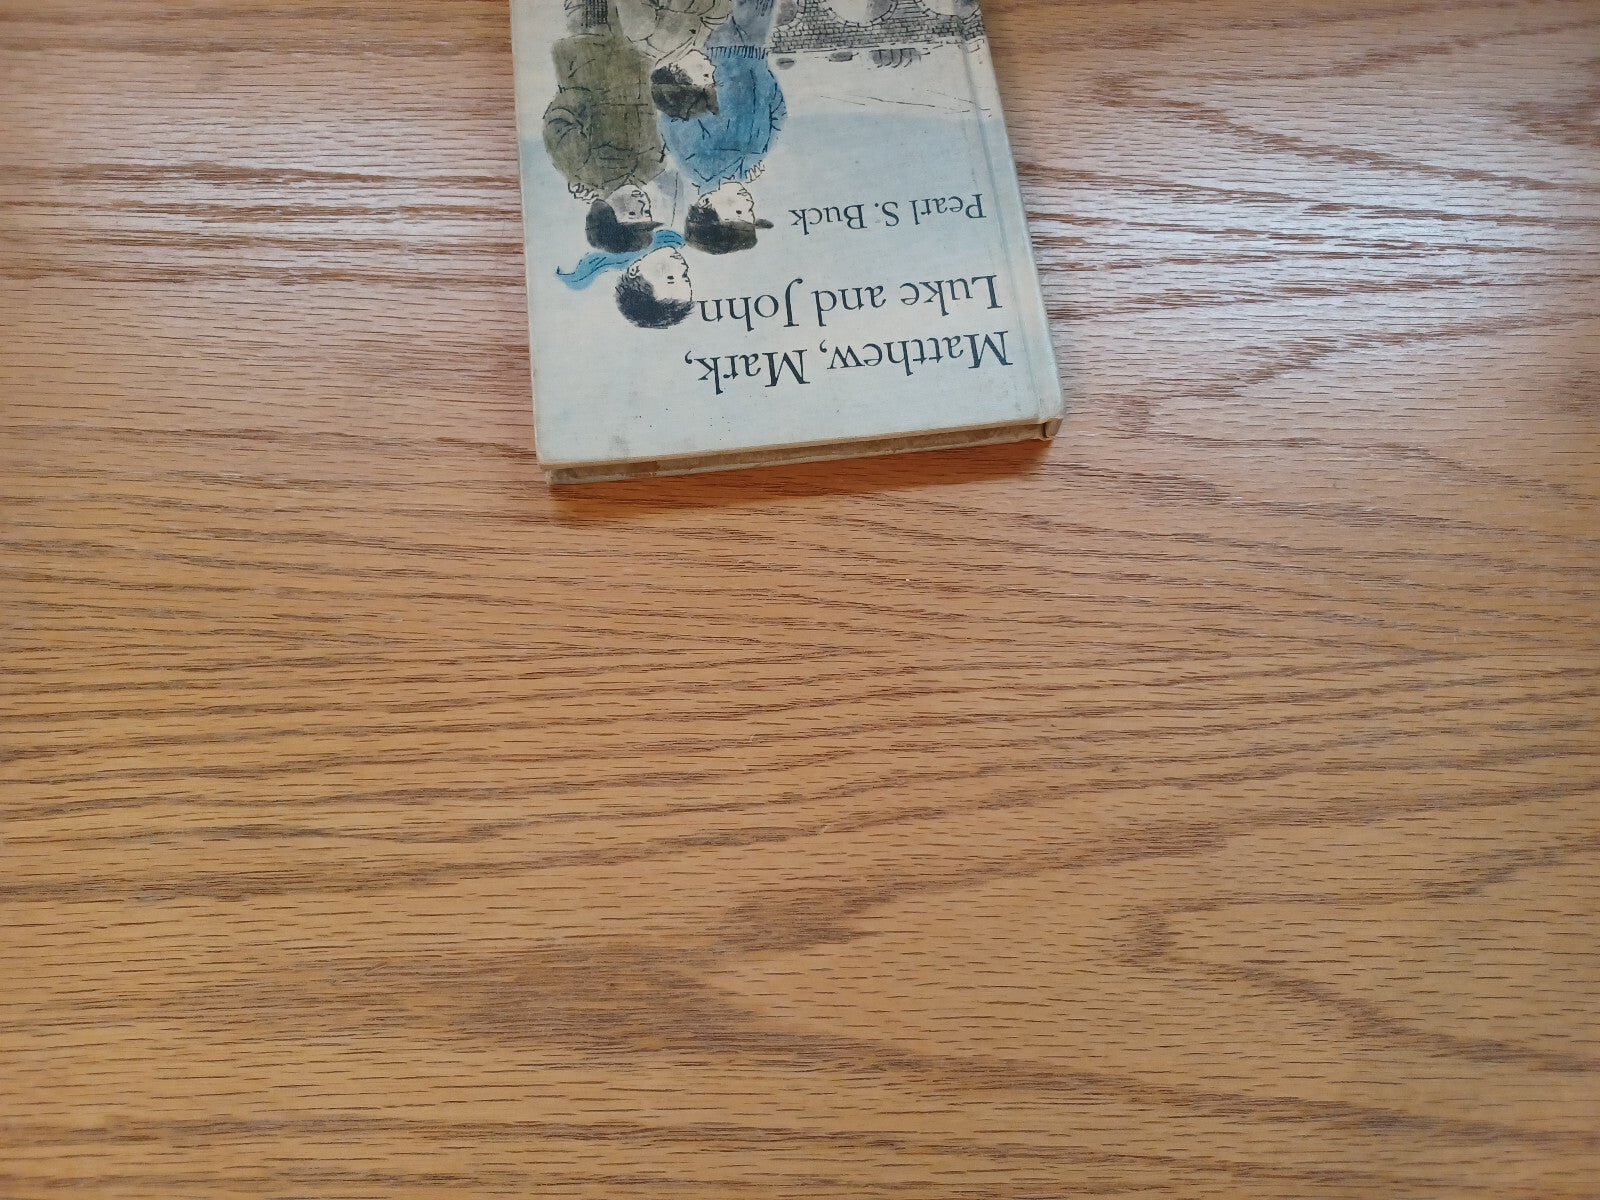 Matthew, Mark,
Luke and John
Pearl S. Buck